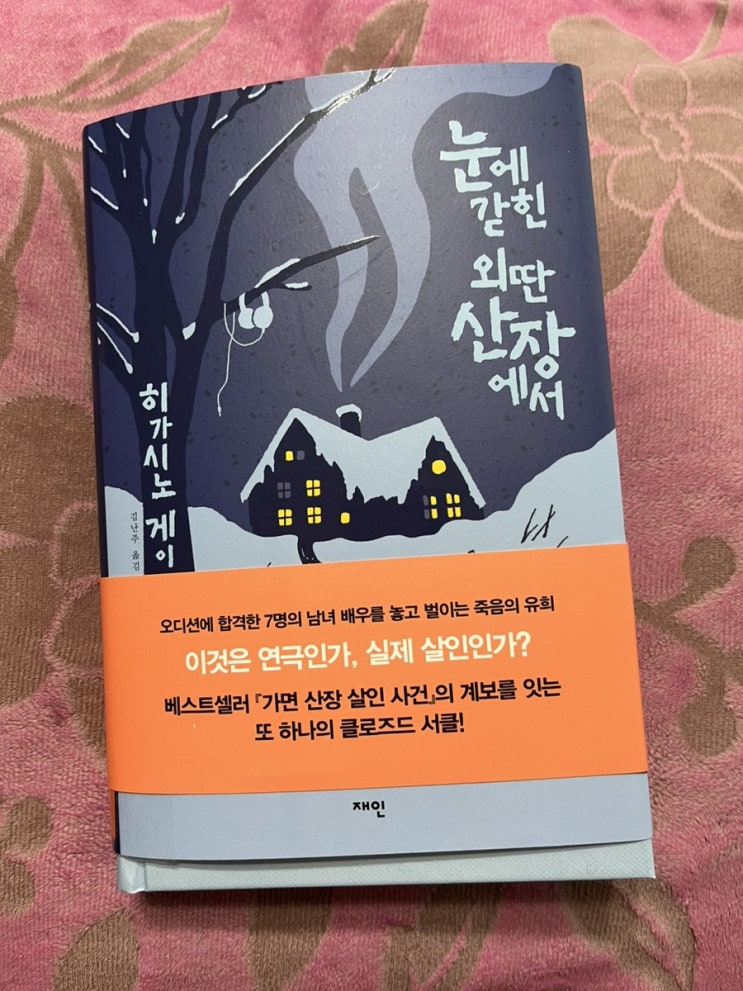 눈에
갇힌
외딴
산장
에서
히가시노 게이
김난주 옮김
오디션에 합격한 7명의 남녀 배우를 놓고 벌이는 죽음의 유희
이것은 연극인가, 실제 살인인가?
베스트셀러 『가면 산장 살인 사건』의 계보를 잇는
또 하나의 클로즈드 서클!
재인